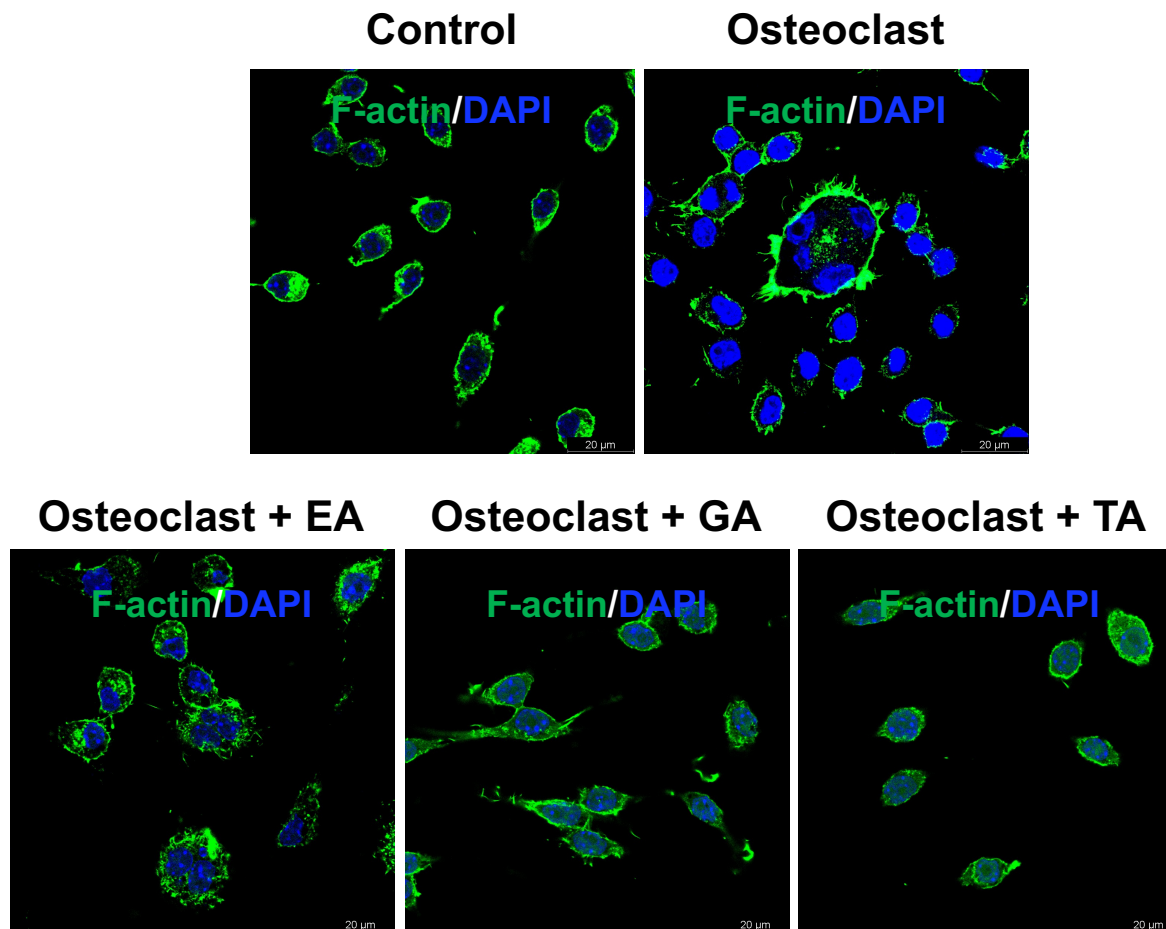 Control
Osteoclast
F-actin/DAPI
F-actin/DAPI
20 µm
20 µm
Osteoclast + EA
Osteoclast + GA
Osteoclast + TA
F-actin/DAPI
F-actin/DAPI
F-actin/DAPI
20 µm
20 µm
20 µm